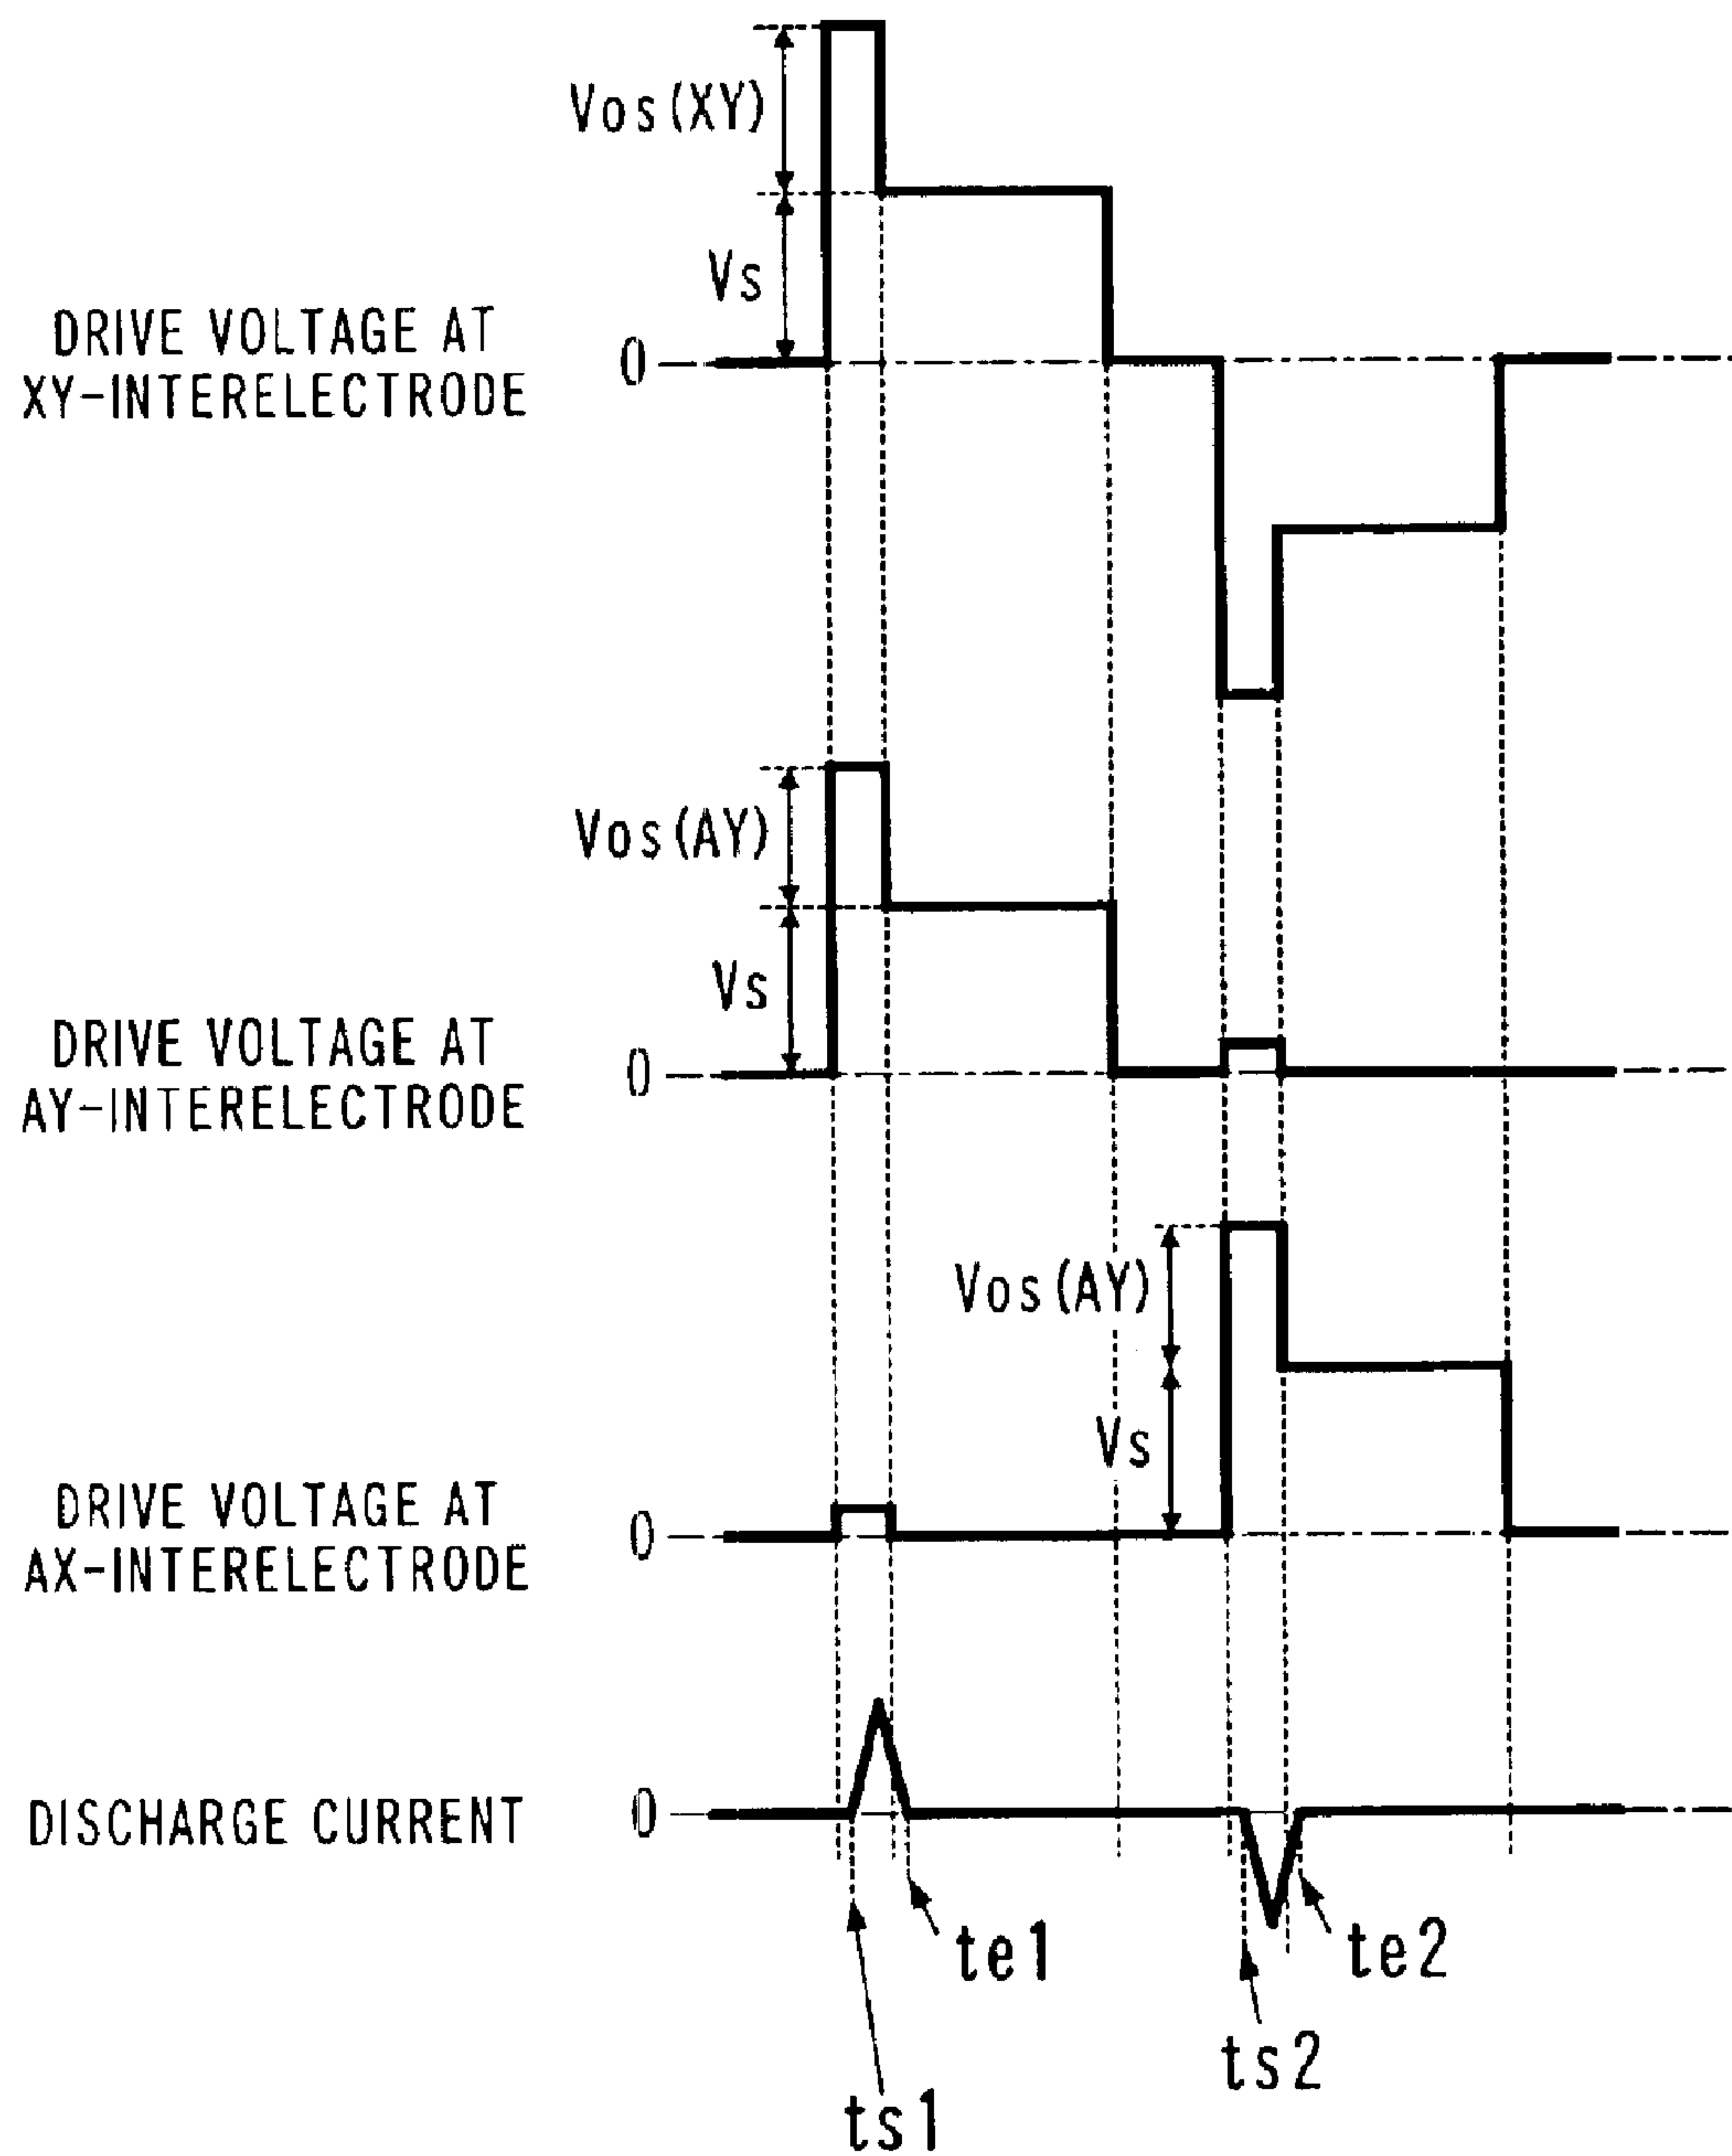 Vos(XY)
Vs
DRIVE VOLTAGE AT
XY-INTERELECTRODE
0
Vos(AY)
Vs
DRIVE VOLTAGE AT
AY-INTERELECTRODE
0
Vos(AY)
Vs
DRIVE VOLTAGE AT
AX-INTERELECTRODE
0
DISCHARGE CURRENT
0
te1
te2
ts2
ts1